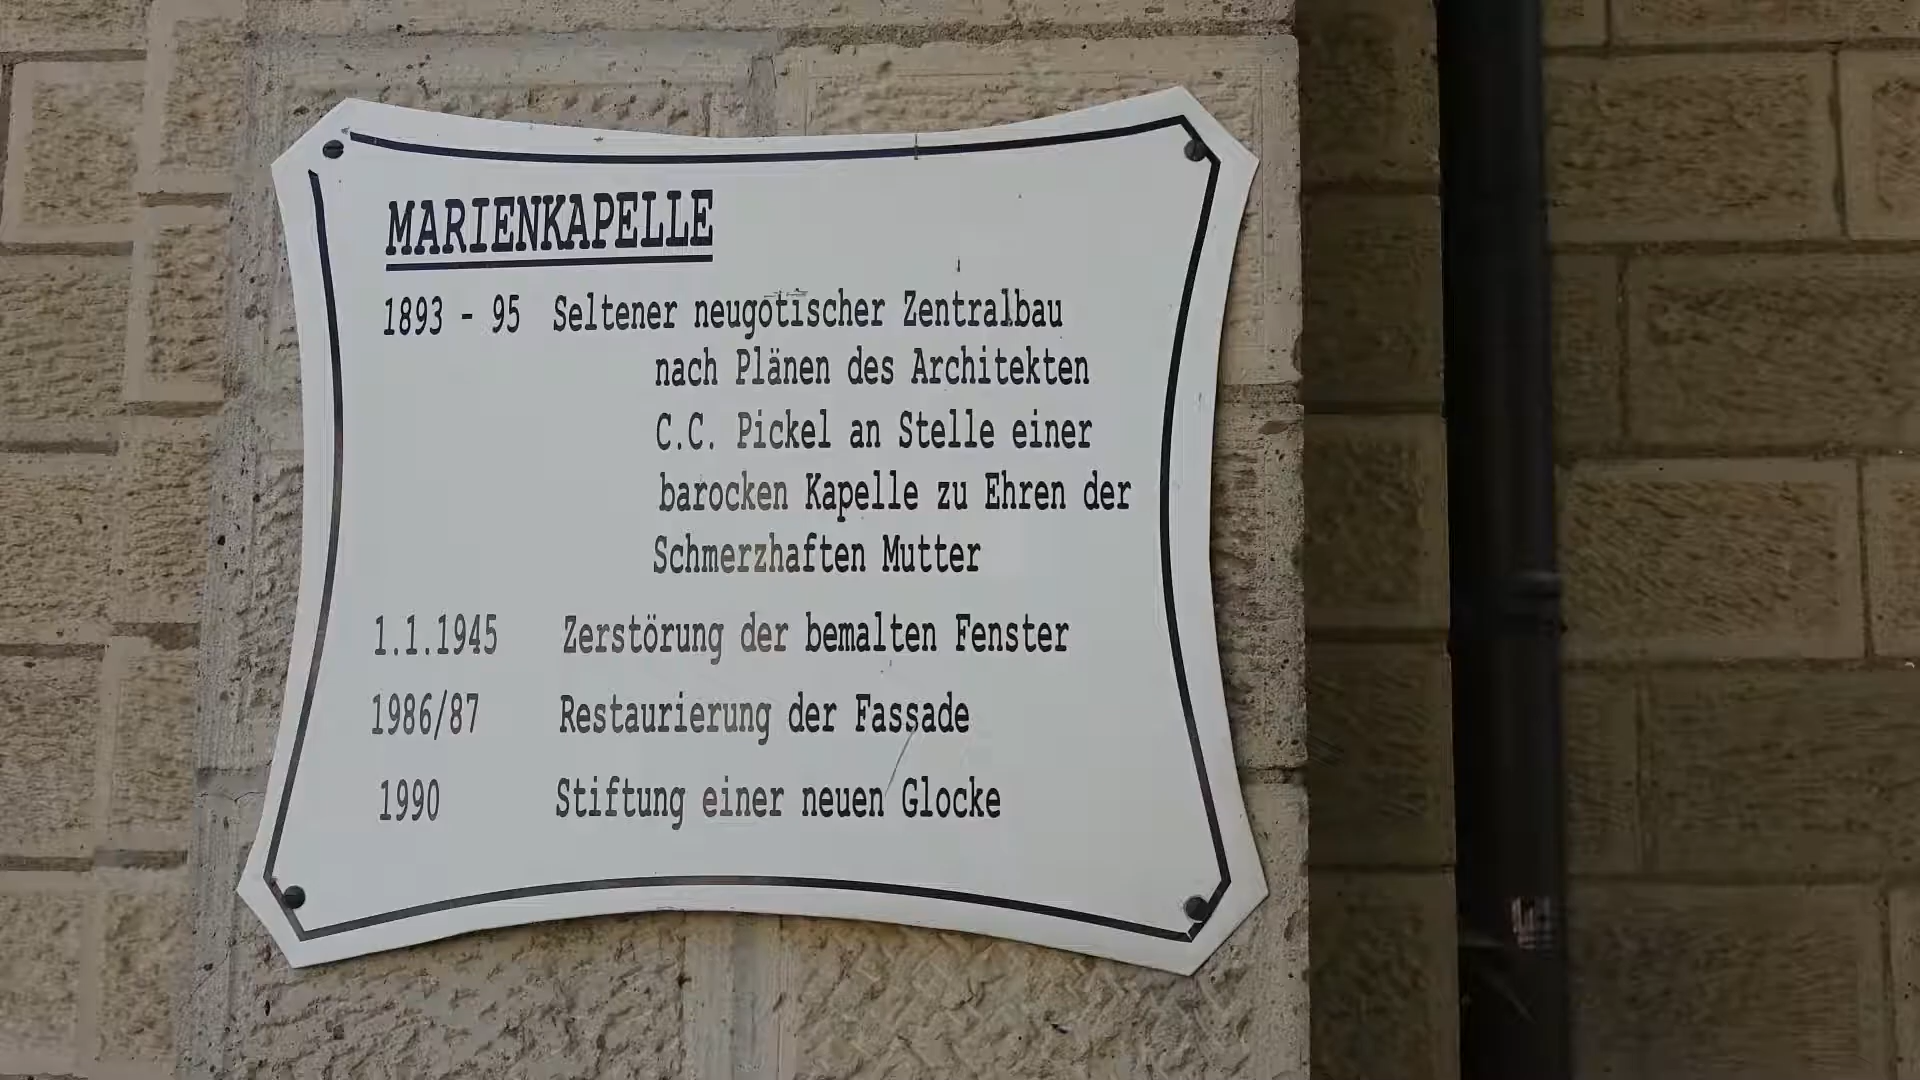 MARIENKAPELLE
1893 - 95 Seltener neugotischer Zentralbau
nach Plänen des Architekten
C.C. Pickel an Stelle einer
barocken Kapelle zu Ehren der
Schmerzhaften Mutter
1.1.1945 Zerstörung der bemalten Fenster
1986/87 Restaurierung der Fassade
1990 Stiftung einer neuen Glocke